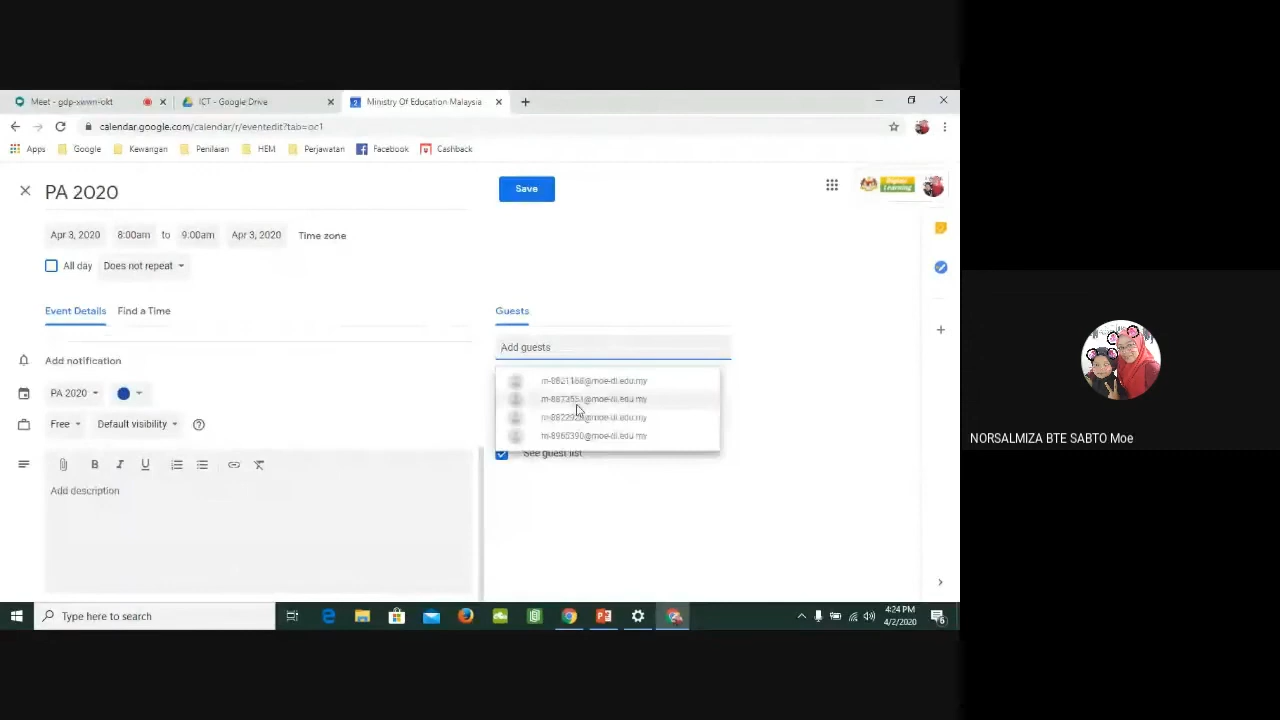 Meet - gdp-xwwn-okt
ICT - Google Drive
Ministry Of Education Malaysia
calendar.google.com/calendar/r/eventedit?tab=oc1
Apps Google Kewangan Penilaian HEM Perjawatan Facebook Cashback
PA 2020
Save
Learning
Apr 3, 2020 8:00am to 9:00am Apr 3, 2020 Time zone
All day Does not repeat
Event Details Find a Time
Guests
Add guests
Add notification
PA 2020
Free Default visibility
Add description
See guest list
NORSALMIZA BTE SABTO Moe
Type here to search
4:24 PM
4/2/2020